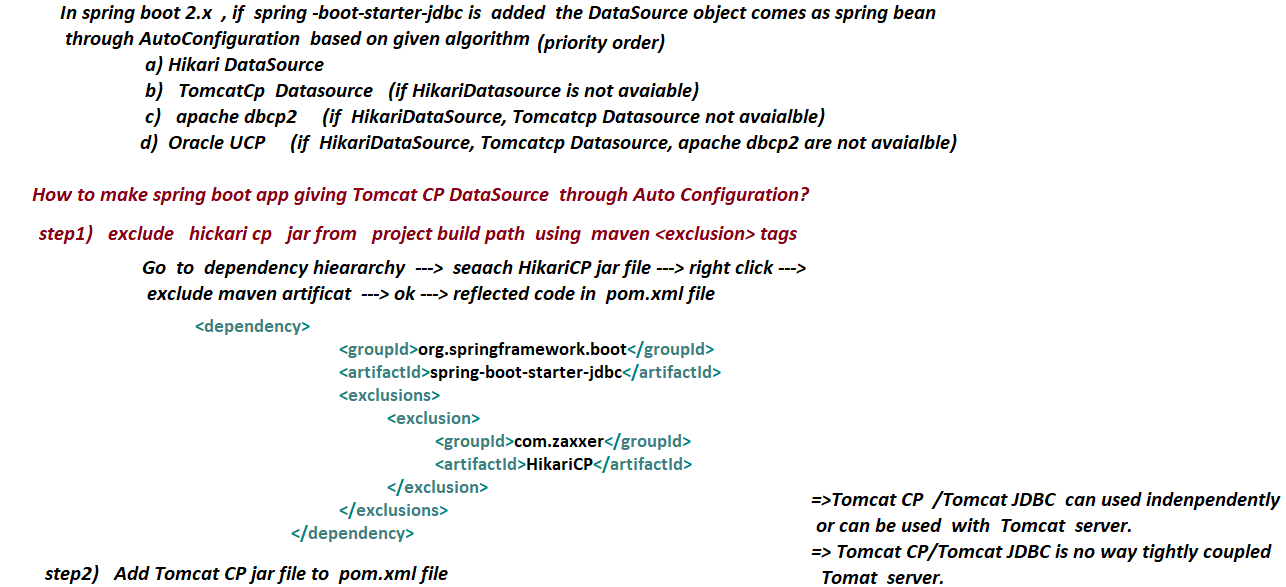 In spring boot 2.x , if spring -boot-starter-jdbc is added the DataSource object comes as spring bean
through AutoConfiguration based on given algorithm (priority order)
a) Hikari DataSource
b) TomcatCp Datasource (if HikariDatasource is not avaiable)
c) apache dbcp2 (if HikariDataSource, Tomcatcp Datasource not avaialble)
d) Oracle UCP (if HikariDataSource, Tomcatcp Datasource, apache dbcp2 are not avaialble)
How to make spring boot app giving Tomcat CP DataSource through Auto Configuration?
step1) exclude hickari cp jar from project build path using maven <exclusion> tags
Go to dependency hieararchy ---> seaach HikariCP jar file ---> right click --->
exclude maven artificat ---> ok ---> reflected code in pom.xml file
<dependency>
<groupId>org.springframework.boot</groupId>
<artifactId>spring-boot-starter-jdbc</artifactId>
<exclusions>
<exclusion>
<groupId>com.zaxxer</groupId>
<artifactId>HikariCP</artifactId>
</exclusion>
</exclusions>
</dependency>
=>Tomcat CP /Tomcat JDBC can used indenpendently
or can be used with Tomcat server.
=> Tomcat CP/Tomcat JDBC is no way tightly coupled
Tomat server.
step2) Add Tomcat CP jar file to pom.xml file